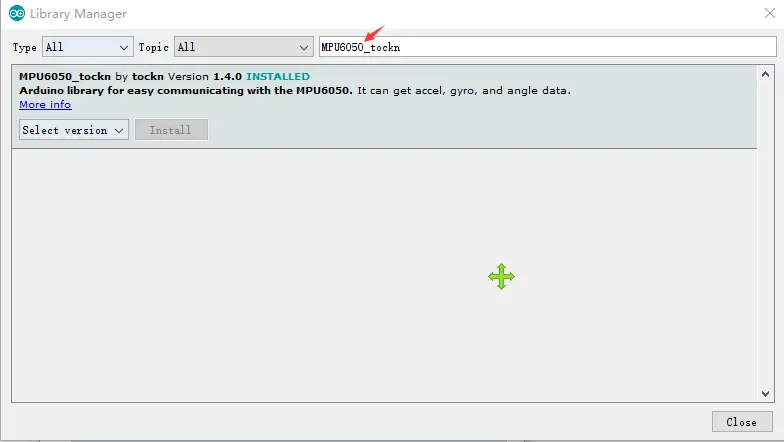 Library Manager
Type All Topic All MPU6050_tockn
MPU6050_tockn by tockn Version 1.4.0 INSTALLED
Arduino library for easy communicating with the MPU6050. It can get accel, gyro, and angle data.
More info
Select version Install
Close